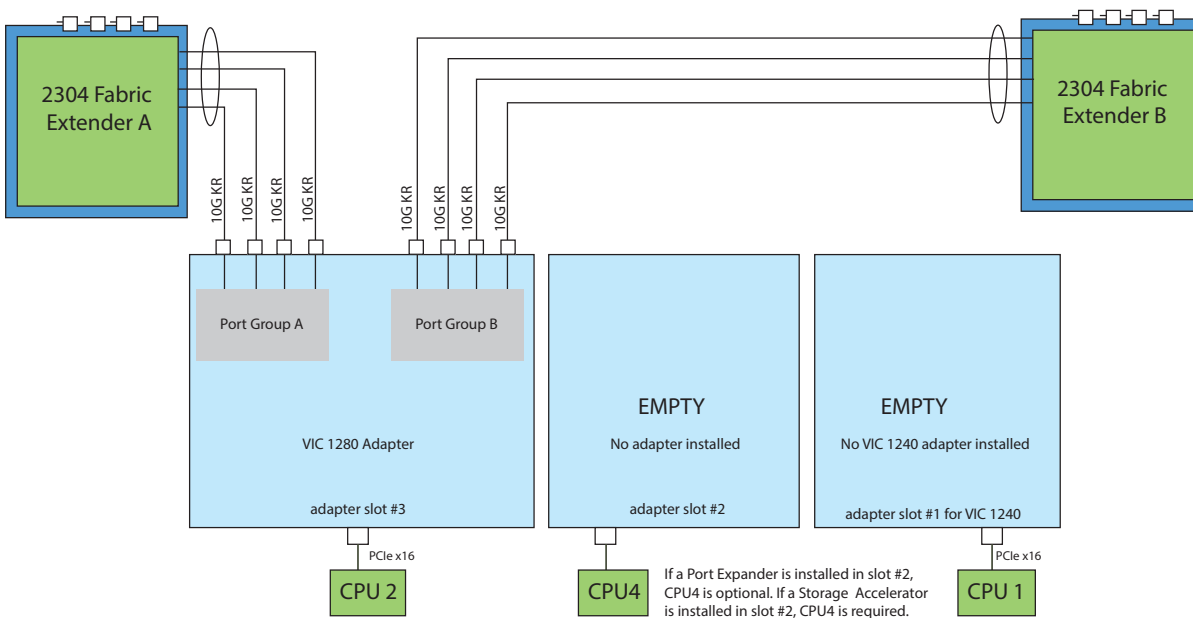 2304 Fabric
Extender A
2304 Fabric
Extender B
10G KR
10G KR
10G KR
10G KR
10G KR
10G KR
10G KR
10G KR
Port Group A
Port Group B
EMPTY
EMPTY
VIC 1280 Adapter
No adapter installed
No VIC 1240 adapter installed
adapter slot #3
adapter slot #2
adapter slot #1 for VIC 1240
PCIe x16
PCIe x16
CPU 2
CPU4
If a Port Expander is installed in slot #2,
CPU4 is optional. If a Storage Accelerator
is installed in slot #2, CPU4 is required.
CPU 1